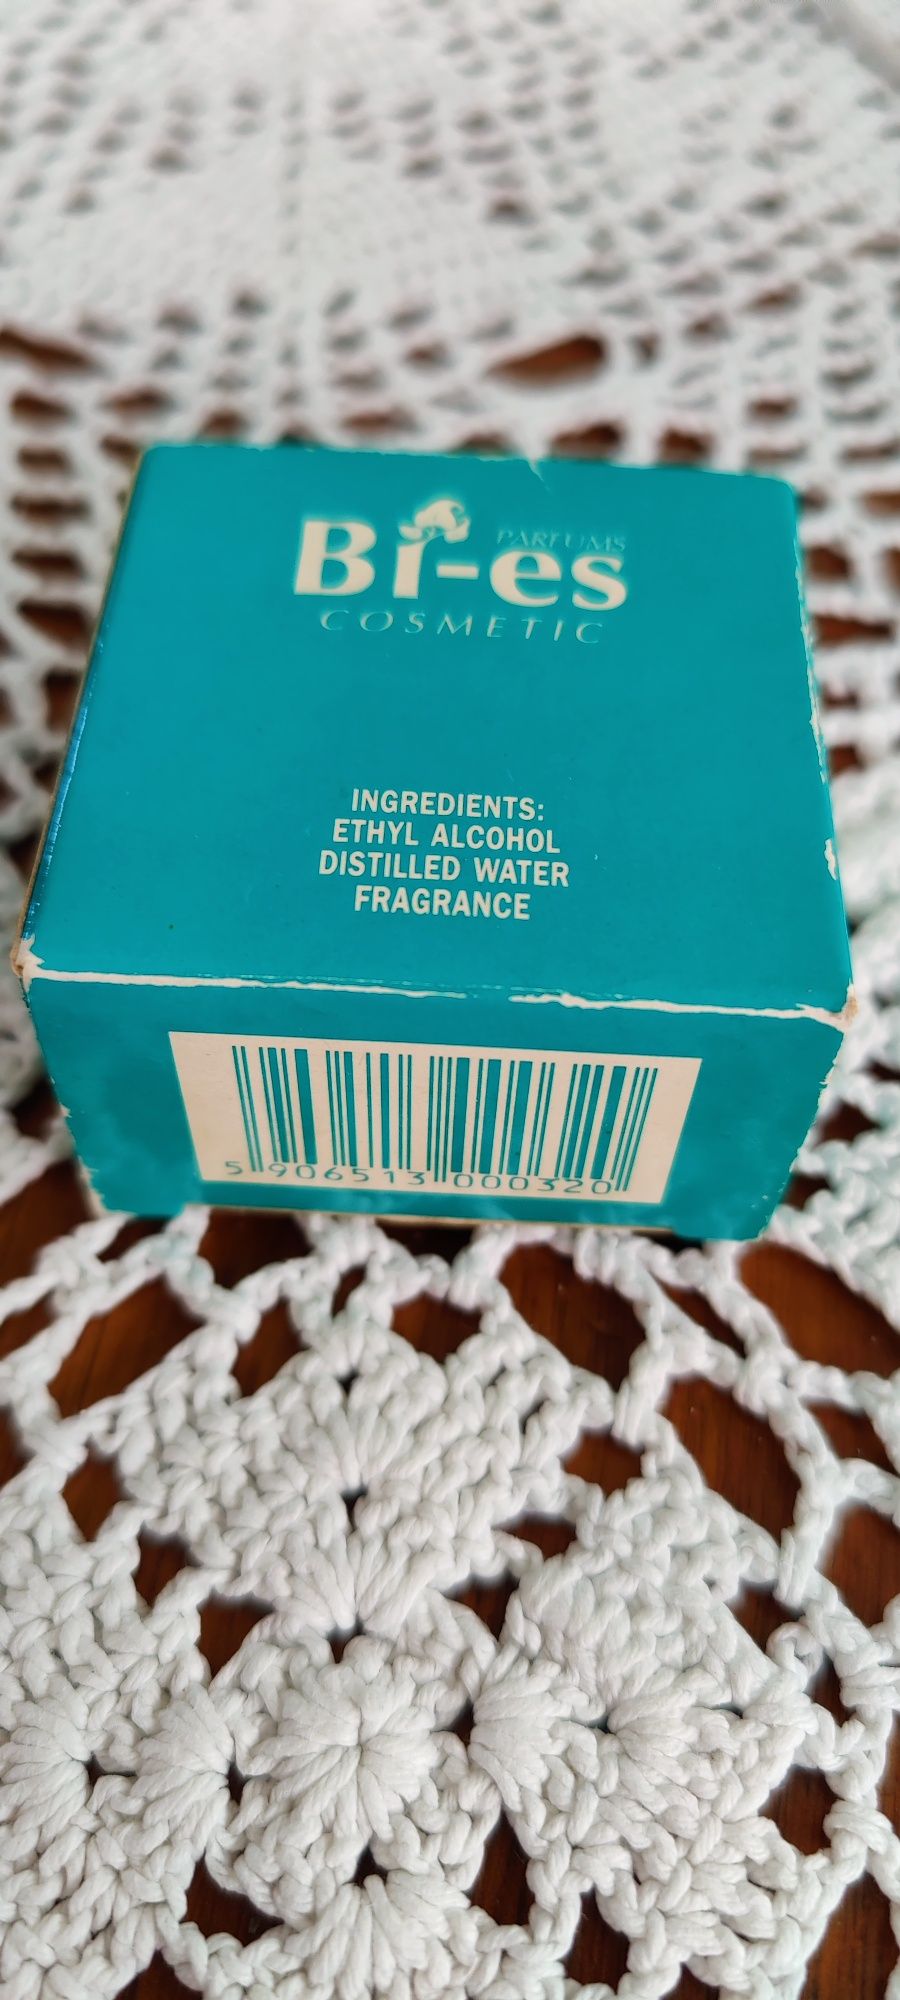 PARFUMS
Bi-es
COSMETIC
INGREDIENTS:
ETHYL ALCOHOL
DISTILLED WATER
FRAGRANCE
5 906513 000320